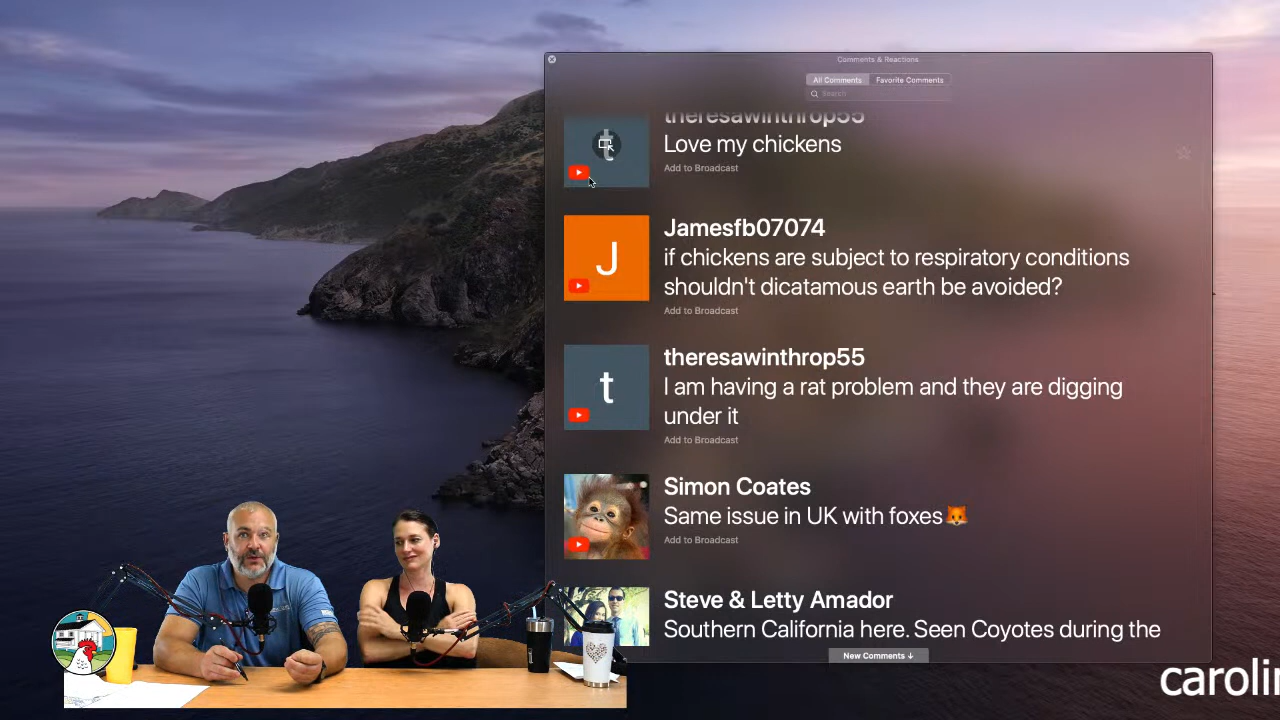 Comments & Reactions
All Comments
Favorite Comments
Search
theresawinthrop55
Love my chickens
Add to Broadcast
J
Jamesfb07074
if chickens are subject to respiratory conditions
shouldn't dicatamous earth be avoided?
Add to Broadcast
t
theresawinthrop55
I am having a rat problem and they are digging
under it
Add to Broadcast
Simon Coates
Same issue in UK with foxes🦊
Add to Broadcast
Steve & Letty Amador
Southern California here. Seen Coyotes during the
New Comments ↓
carolin